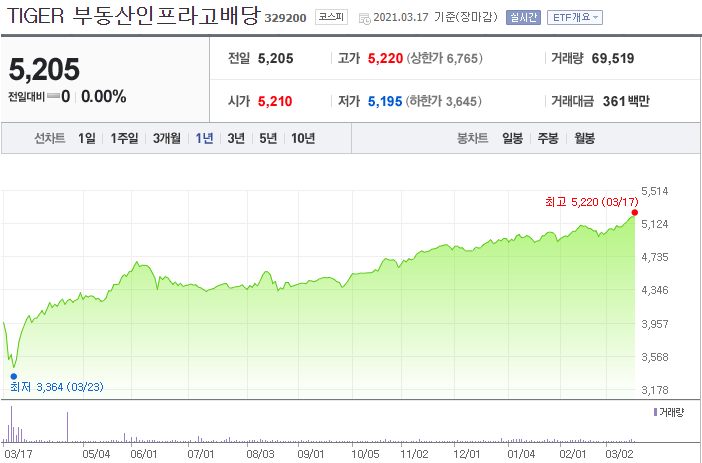 TIGER 부동산인프라고배당 329200 코스피 2021.03.17 기준(장마감) 실시간 ETF개요
5,205
전일대비 0 0.00%
전일 5,205 고가 5,220 (상한가 6,765) 거래량 69,519
시가 5,210 저가 5,195 (하한가 3,645) 거래대금 361 백만
선차트 1일 1주일 3개월 1년 3년 5년 10년 봉차트 일봉 주봉 월봉
5,514
최고 5,220 (03/17)
5,124
4,735
4,346
3,957
3,568
최저 3,364 (03/23)
3,178
거래량
03/17 05/04 06/01 07/01 08/03 09/01 10/05 11/02 12/01 01/04 02/01 03/02